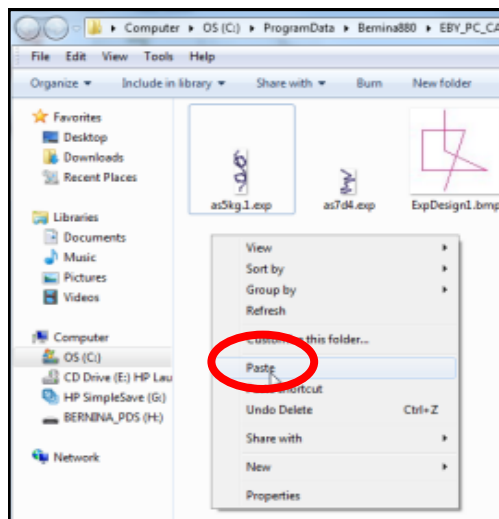 Computer ▸ OS (C:) ▸ ProgramData ▸ Bernina880 ▸ EBY_PC_CA
File Edit View Tools Help
Organize Include in library Share with Burn New folder
Favorites
Desktop
Downloads
Recent Places
Libraries
Documents
Music
Pictures
Videos
Computer
OS (C:)
CD Drive (E:) HP Lau
HP SimpleSave (G:)
BERNINA_PDS (H:)
Network
as5kg.1.exp as7d4.exp ExpDesign1.bmp
View
Sort by
Group by
Refresh
this folder...
Paste
shortcut
Undo Delete Ctrl+Z
Share with
New
Properties